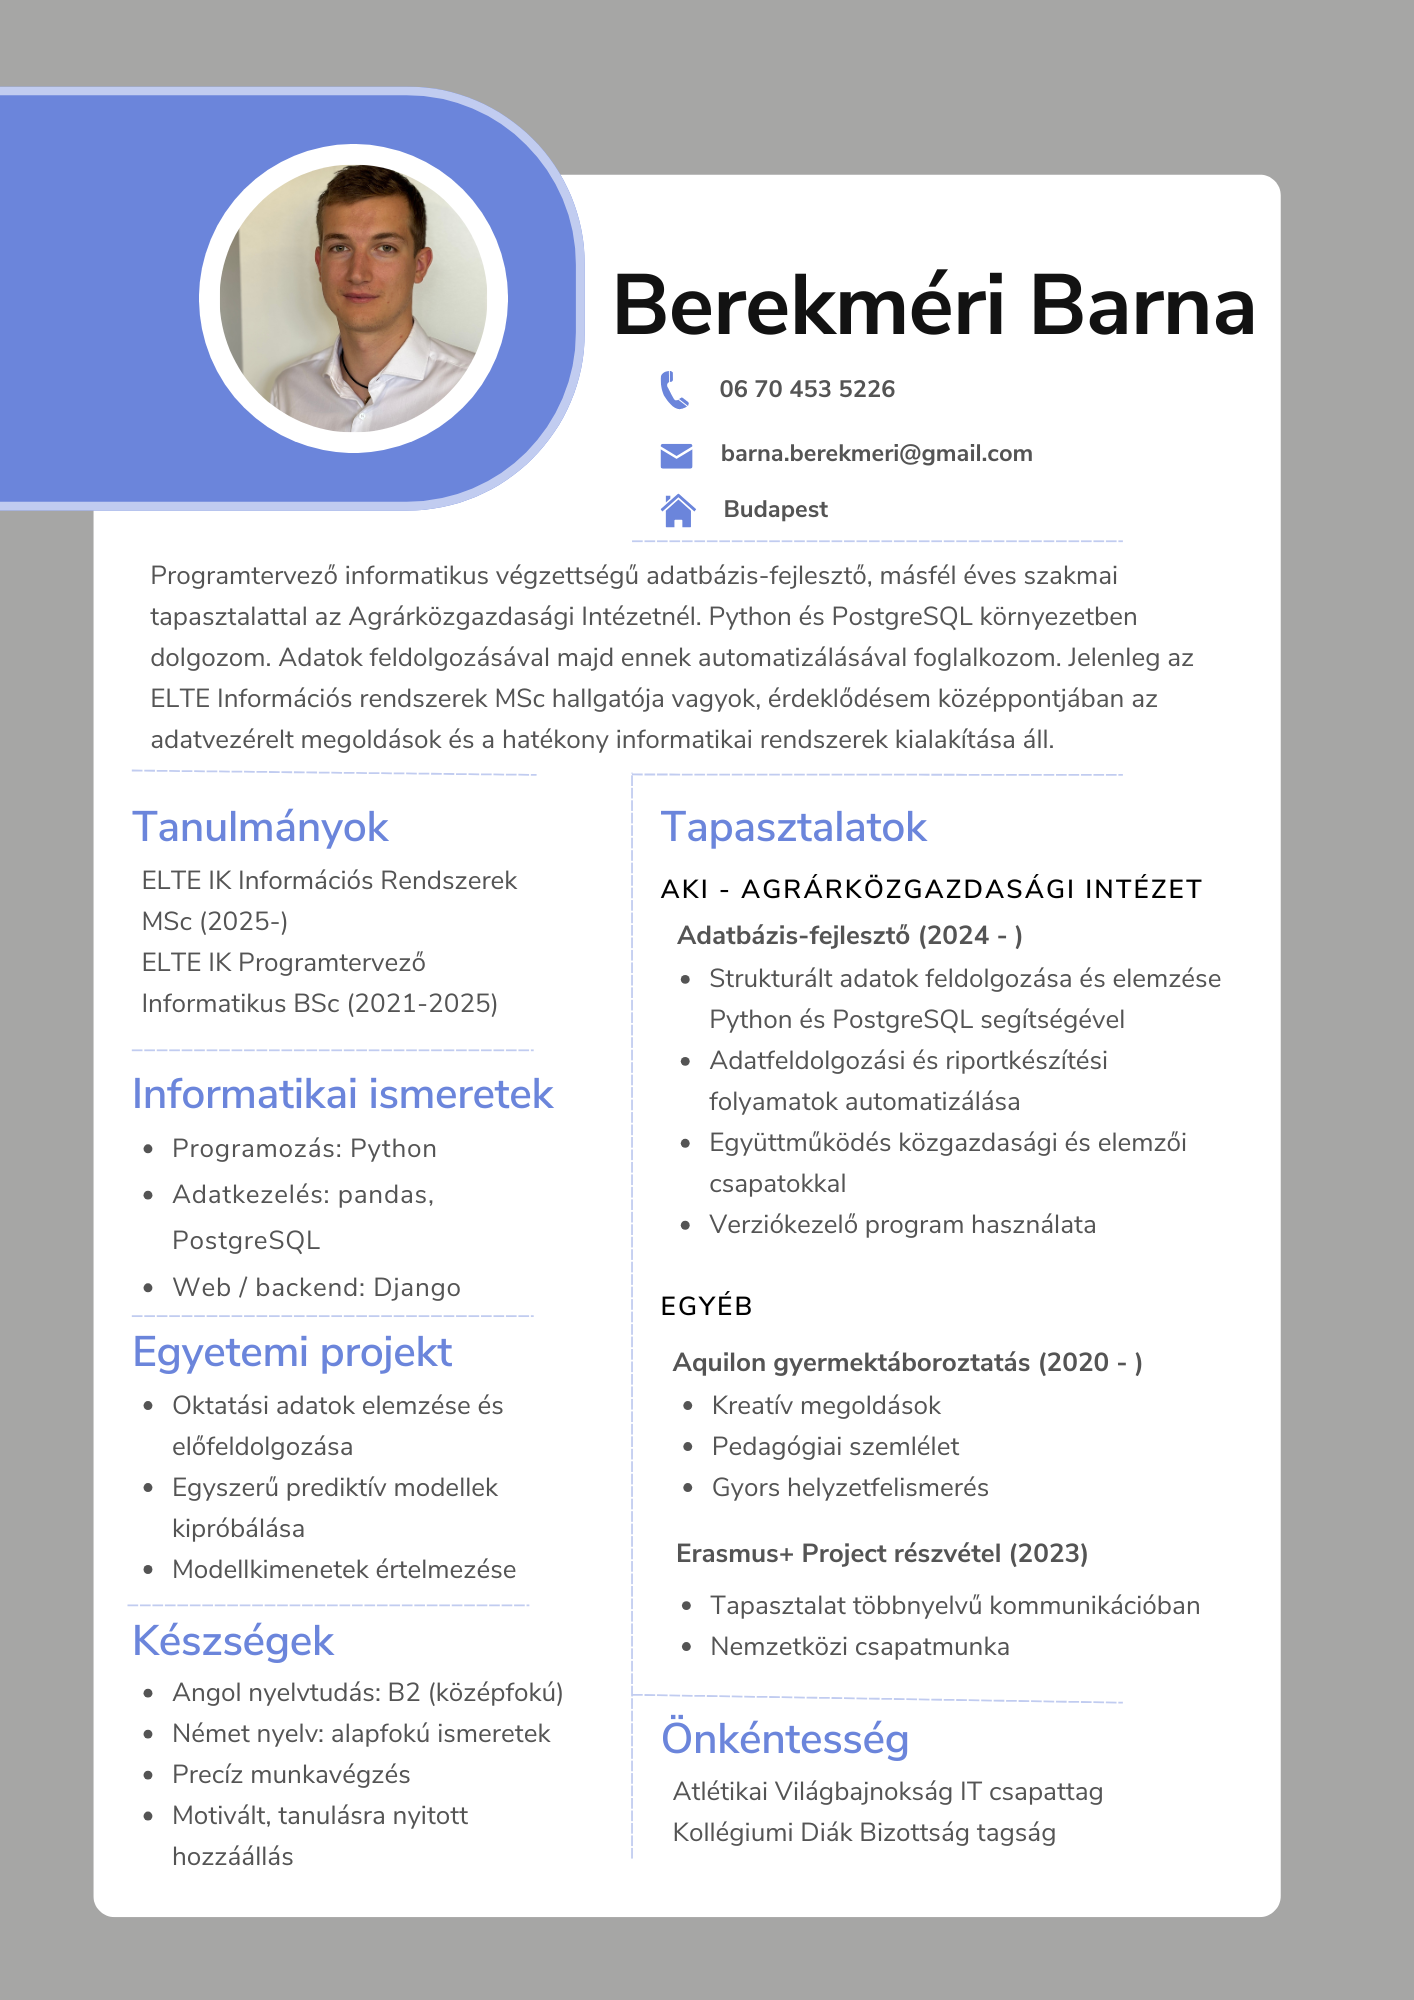 Berekméri Barna
06 70 453 5226
barna.berekmeri@gmail.com
Budapest
Programtervező informatikus végzettségű adatbázis-fejlesztő, másfél éves szakmai
tapasztalattal az Agrárközgazdasági Intézetnél. Python és PostgreSQL környezetben
dolgozom. Adatok feldolgozásával majd ennek automatizálásával foglalkozom. Jelenleg az
ELTE Információs rendszerek MSc hallgatója vagyok, érdeklődésem középpontjában az
adatvezérelt megoldások és a hatékony informatikai rendszerek kialakítása áll.
Tanulmányok
ELTE IK Információs Rendszerek
MSc (2025-)
ELTE IK Programtervező
Informatikus BSc (2021-2025)
Informatikai ismeretek
• Programozás: Python
• Adatkezelés: pandas,
PostgreSQL
• Web / backend: Django
Egyetemi projekt
• Oktatási adatok elemzése és
előfeldolgozása
• Egyszerű prediktív modellek
kipróbálása
• Modellkimenetek értelmezése
Készségek
• Angol nyelvtudás: B2 (középfokú)
• Német nyelv: alapfokú ismeretek
• Precíz munkavégzés
• Motivált, tanulásra nyitott
hozzáállás
Tapasztalatok
AKI - AGRÁRKÖZGAZDASÁGI INTÉZET
Adatbázis-fejlesztő (2024 - )
• Strukturált adatok feldolgozása és elemzése
Python és PostgreSQL segítségével
• Adatfeldolgozási és riportkészítési
folyamatok automatizálása
• Együttműködés közgazdasági és elemzői
csapatokkal
• Verziókezelő program használata
EGYÉB
Aquilon gyermektáboroztatás (2020 - )
• Kreatív megoldások
• Pedagógiai szemlélet
• Gyors helyzetfelismerés
Erasmus+ Project részvétel (2023)
• Tapasztalat többnyelvű kommunikációban
• Nemzetközi csapatmunka
Önkéntesség
Atlétikai Világbajnokság IT csapattag
Kollégiumi Diák Bizottság tagság